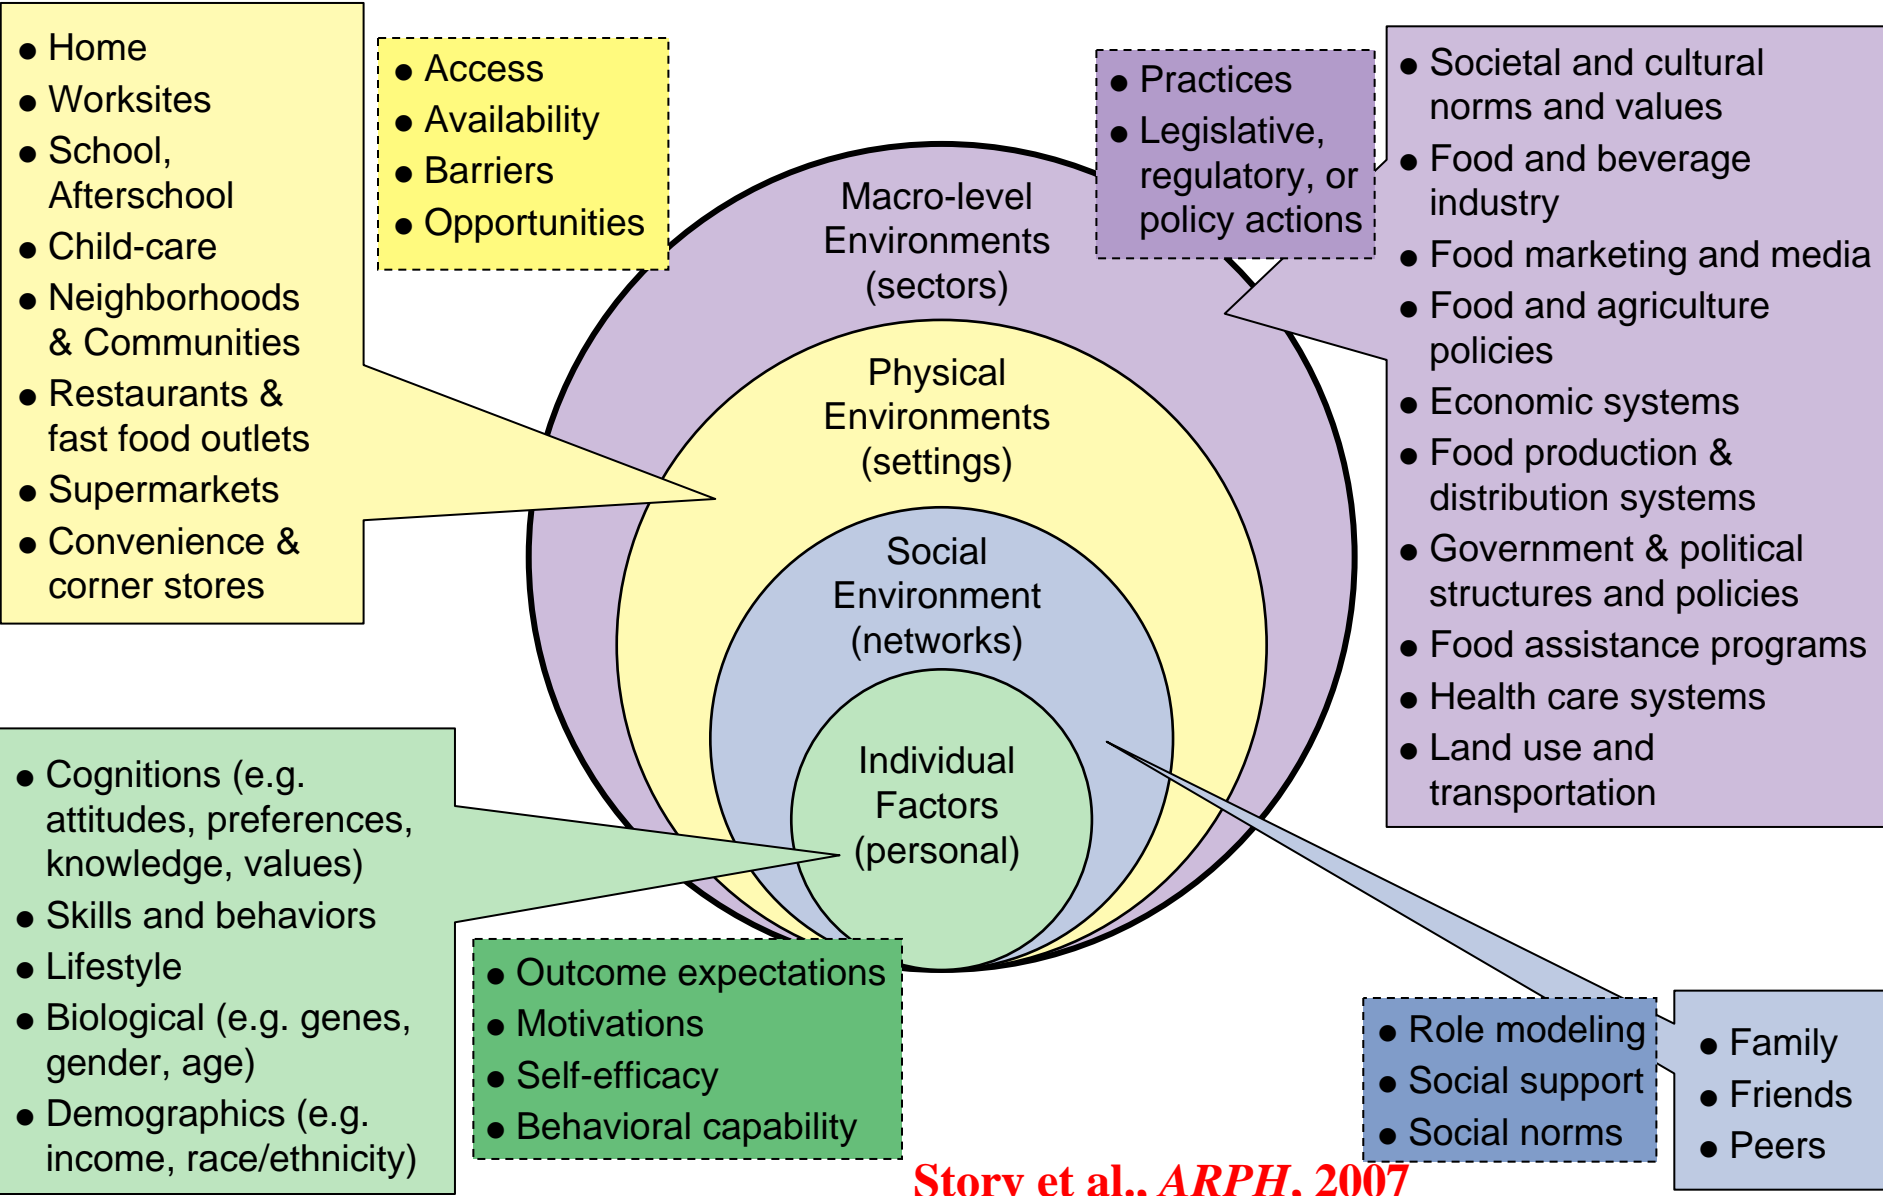 ● Home
● Worksites
● School,
Afterschool
● Child-care
● Neighborhoods
& Communities
● Restaurants &
fast food outlets
● Supermarkets
● Convenience &
corner stores
● Access
● Availability
● Barriers
● Opportunities
Macro-level
Environments
(sectors)
Physical
Environments
(settings)
Social
Environment
(networks)
Individual
Factors
(personal)
● Practices
● Legislative,
regulatory, or
policy actions
● Societal and cultural
norms and values
● Food and beverage
industry
● Food marketing and media
● Food and agriculture
policies
● Economic systems
● Food production &
distribution systems
● Government & political
structures and policies
● Food assistance programs
● Health care systems
● Land use and
transportation
● Cognitions (e.g.
attitudes, preferences,
knowledge, values)
● Skills and behaviors
● Lifestyle
● Biological (e.g. genes,
gender, age)
● Demographics (e.g.
income, race/ethnicity)
● Outcome expectations
● Motivations
● Self-efficacy
● Behavioral capability
● Role modeling
● Social support
● Social norms
● Family
● Friends
● Peers
Story et al., ARPH, 2007